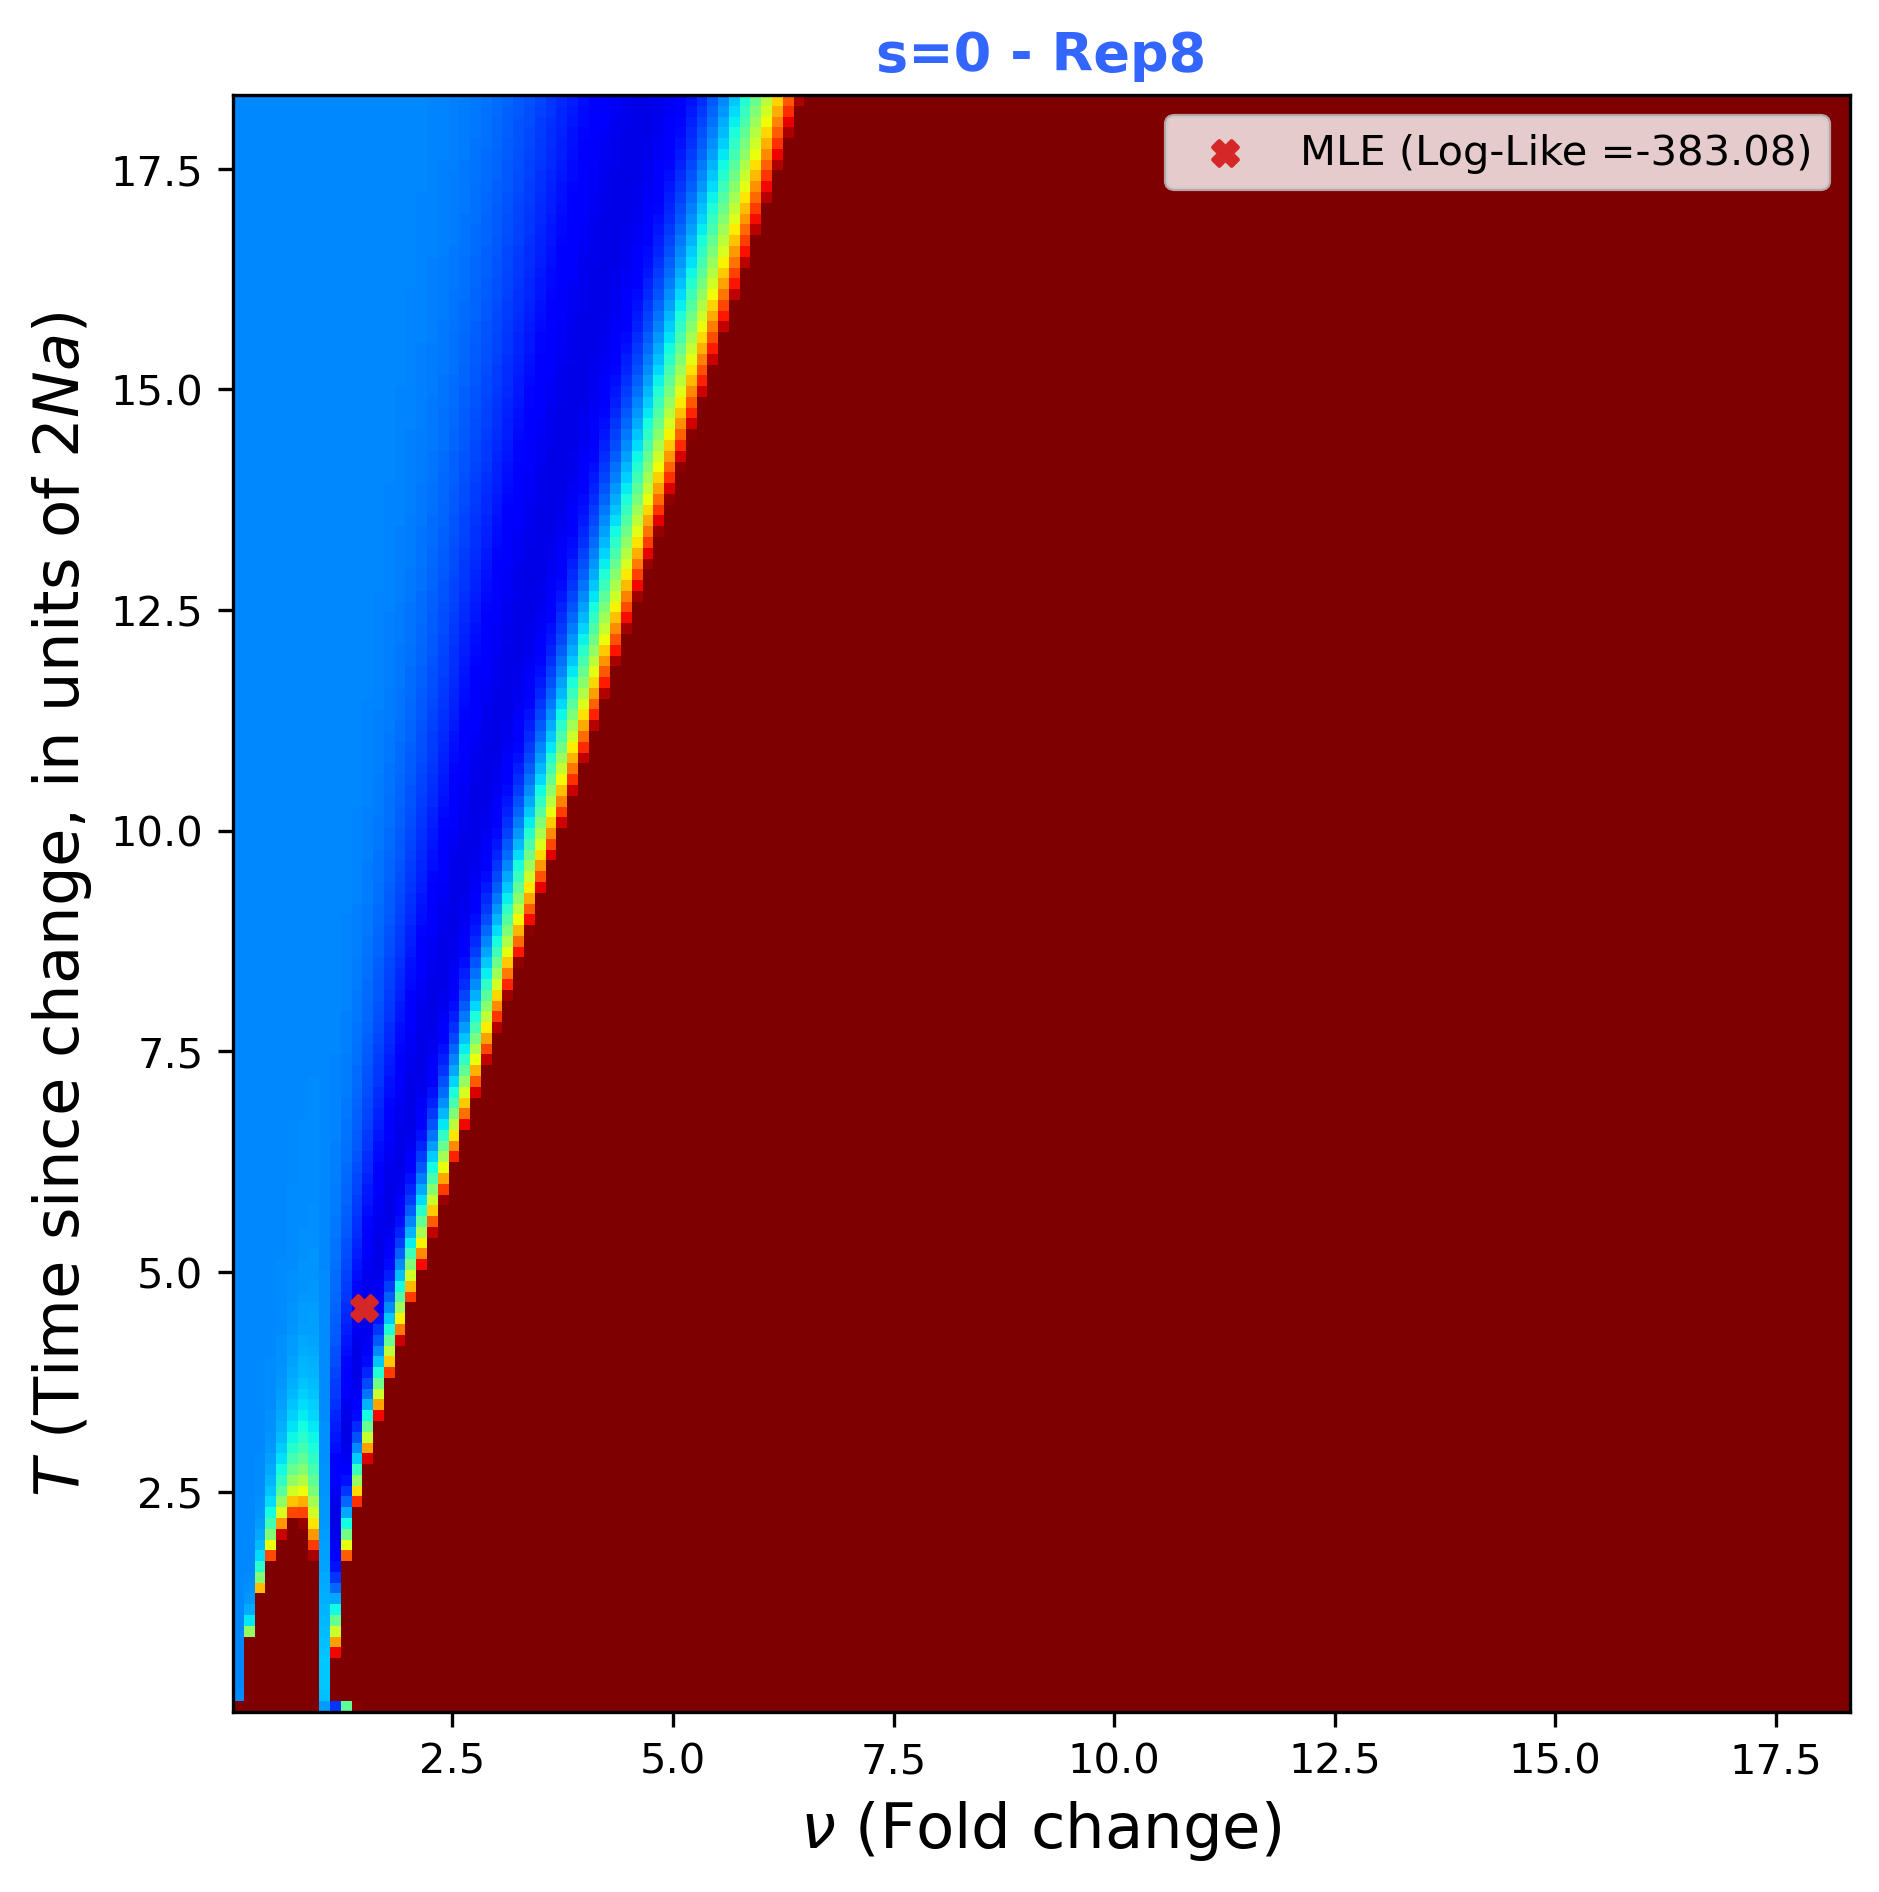 s=0 - Rep8
MLE (Log-Like =-383.08)
T (Time since change, in units of 2Na)
17.5
15.0
12.5
10.0
7.5
5.0
2.5
2.5 5.0 7.5 10.0 12.5 15.0 17.5
ν (Fold change)